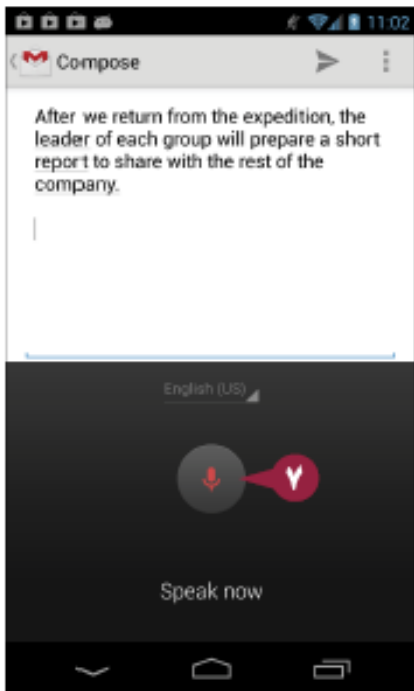 11:02
Compose
After we return from the expedition, the
leader of each group will prepare a short
report to share with the rest of the
company.
English (US)
۷
Speak now